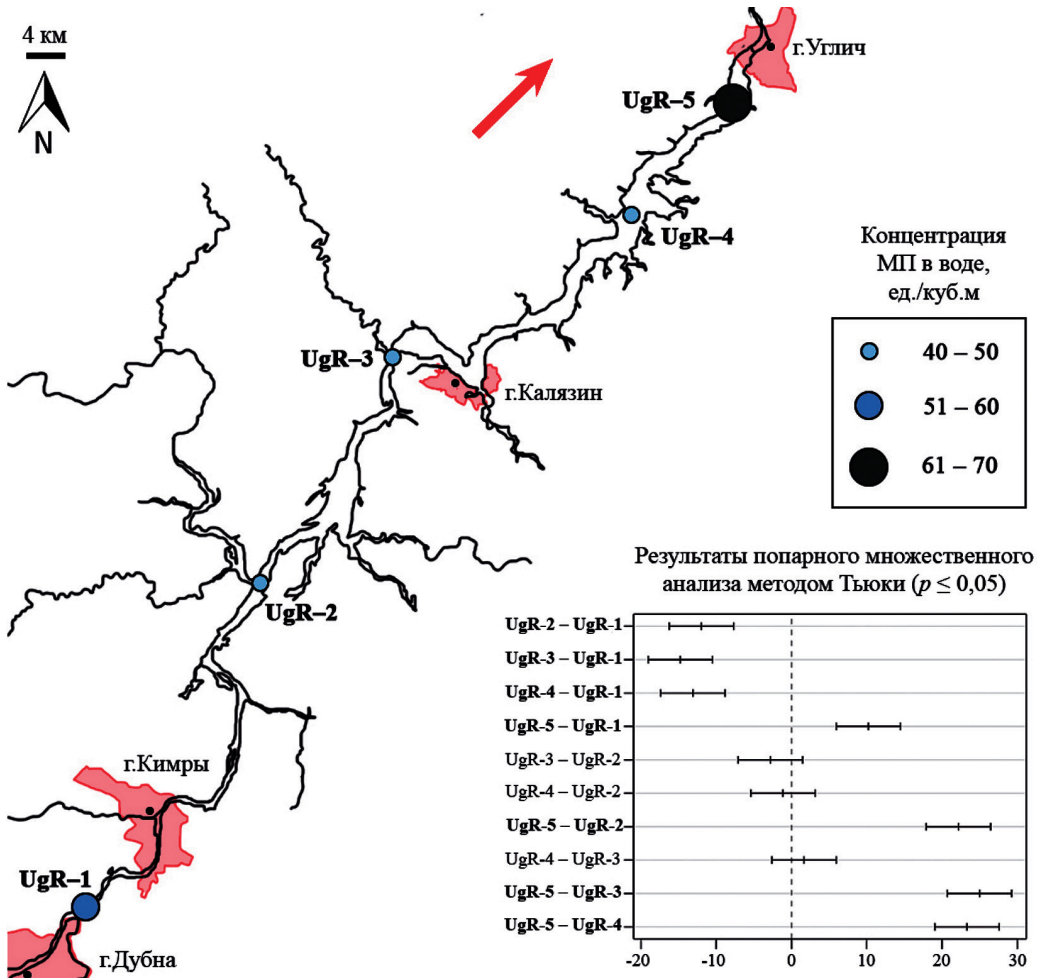 4 км
N
г.Углич
UgR–5
UgR–4
Концентрация
МП в воде,
ед./куб.м
40 – 50
51 – 60
61 – 70
UgR–3
г.Калязин
UgR–2
г.Кимры
UgR–1
г.Дубна
Результаты попарного множественного
анализа методом Тьюки (p ≤ 0,05)
UgR-2 – UgR-1
UgR-3 – UgR-1
UgR-4 – UgR-1
UgR-5 – UgR-1
UgR-3 – UgR-2
UgR-4 – UgR-2
UgR-5 – UgR-2
UgR-4 – UgR-3
UgR-5 – UgR-3
UgR-5 – UgR-4
-20 -10 0 10 20 30